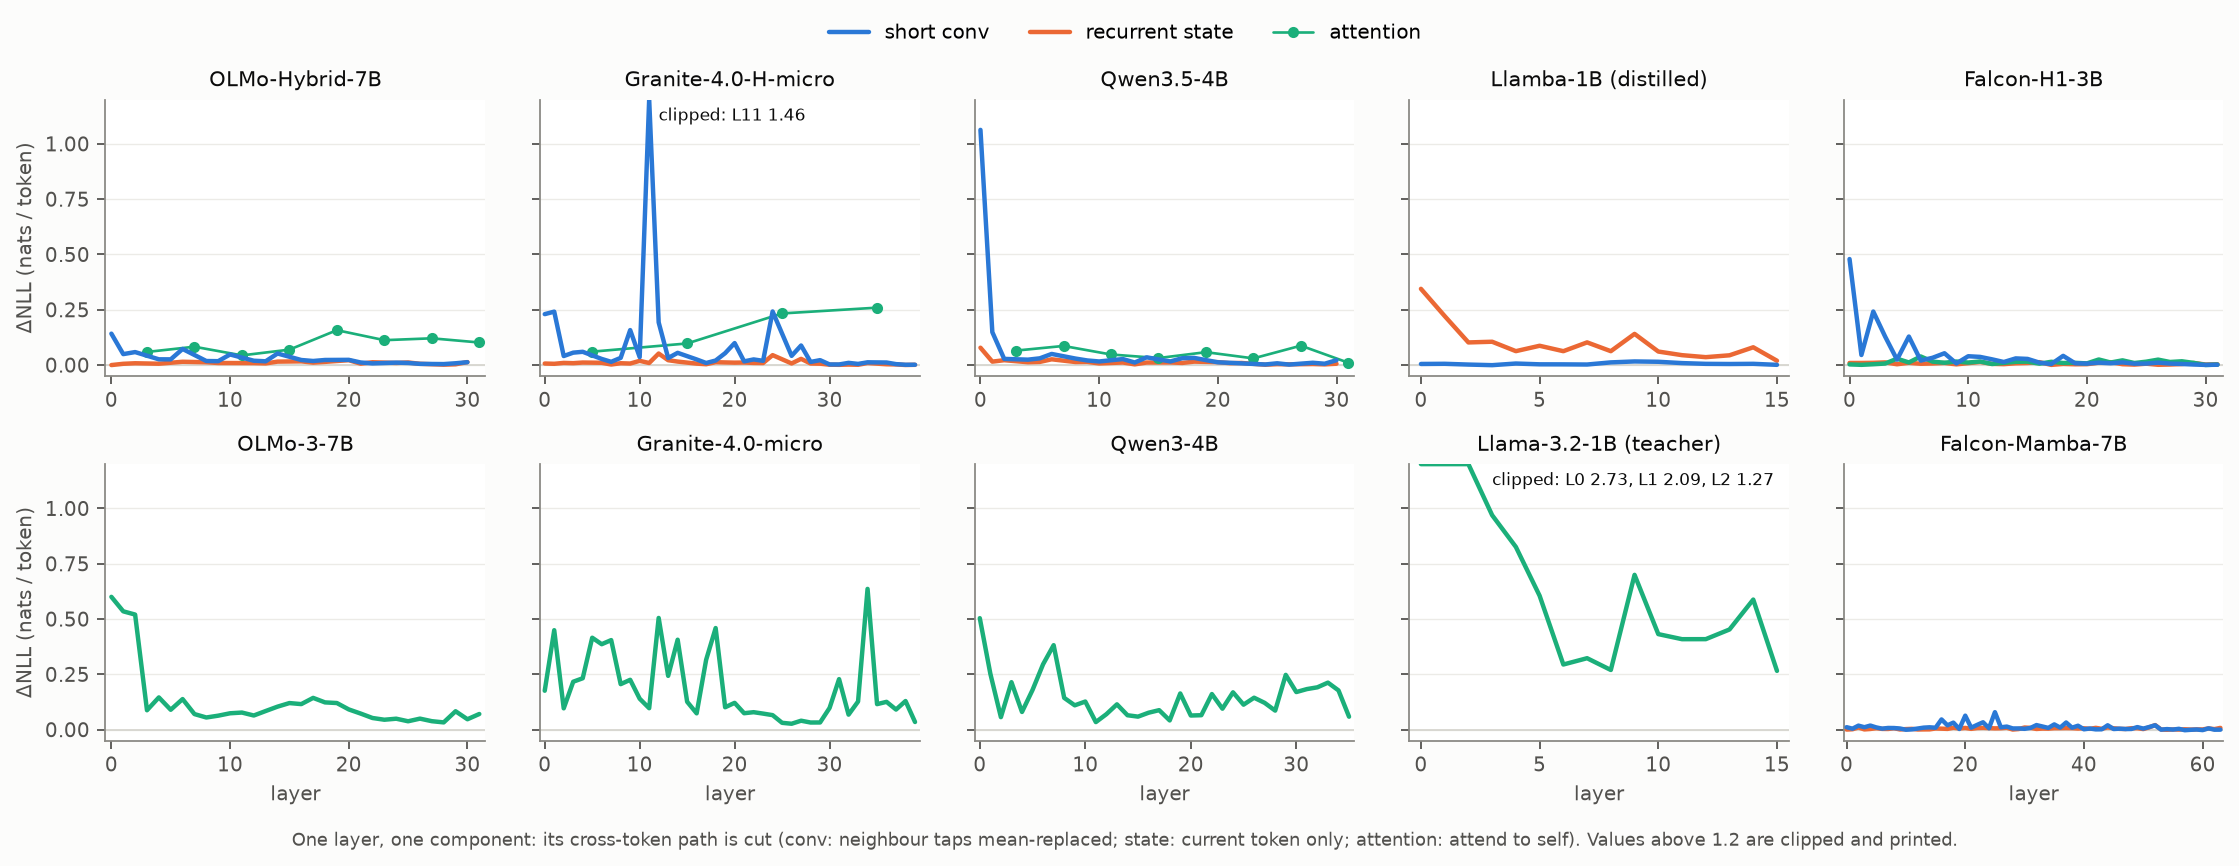 short conv recurrent state attention
OLMo-Hybrid-7B Granite-4.0-H-micro Qwen3.5-4B Llamba-1B (distilled) Falcon-H1-3B
clipped: L11 1.46
ΔNLL (nats / token)
1.00
0.75
0.50
0.25
0.00
0 10 20 30 0 10 20 30 0 10 20 30 0 5 10 15 0 10 20 30
OLMo-3-7B Granite-4.0-micro Qwen3-4B Llama-3.2-1B (teacher) Falcon-Mamba-7B
clipped: L0 2.73, L1 2.09, L2 1.27
ΔNLL (nats / token)
1.00
0.75
0.50
0.25
0.00
0 10 20 30 0 10 20 30 0 10 20 30 0 5 10 15 0 20 40 60
layer layer layer layer layer
One layer, one component: its cross-token path is cut (conv: neighbour taps mean-replaced; state: current token only; attention: attend to self). Values above 1.2 are clipped and printed.